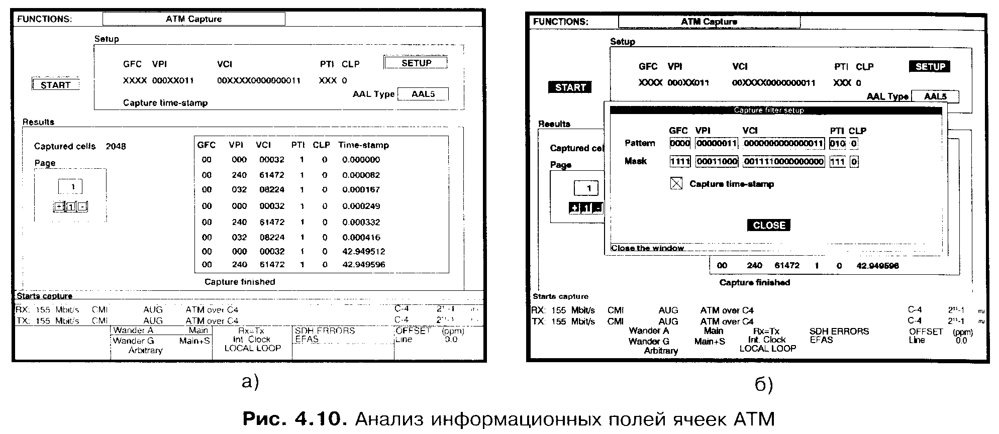 FUNCTIONS: ATM Capture
Setup
GFC VPI VCI PTI CLP SETUP
XXXX 000XX011 00XXXX0000000011 XXX 0
START
AAL Type AAL5
Capture time-stamp
Results
Captured cells 2048
Page
1
+ 1 -
GFC VPI VCI PTI CLP Time-stamp
00 000 00032 1 0 0.000000
00 240 61472 1 0 0.000082
00 032 08224 1 0 0.000167
00 000 00032 1 0 0.000249
00 240 61472 1 0 0.000332
00 032 08224 1 0 0.000416
00 000 00032 1 0 42.949512
00 240 61472 1 0 42.949596
Capture finished
Starts capture
RX: 155 Mbit/s CMI AUG ATM over C4 C-4 2¹¹-1
TX: 155 Mbit/s CMI AUG ATM over C4 C-4 2¹¹-1
Wander A Main Rx=Tx SDH ERRORS OFFSET (ppm)
Wander G Main+S Int. Clock EFAS Line 0.0
Arbitrary LOCAL LOOP
а)
FUNCTIONS: ATM Capture
Setup
GFC VPI VCI PTI CLP SETUP
XXXX 000XX011 00XXXX0000000011 XXX 0
START
AAL Type AAL5
Capture filter setup
Results
GFC VPI VCI PTI CLP
Pattern 0000 00000011 0000000000000011 010 0
Captured cel
Mask 1111 00011000 0011110000000000 111 0
Page
Capture time-stamp
1
+ 1 -
CLOSE
Close the window
00 240 61472 1 0 42.949596
Capture finished
Starts capture
RX: 155 Mbit/s CMI AUG ATM over C4 C-4 2¹¹-1
TX: 155 Mbit/s CMI AUG ATM over C4 C-4 2¹¹-1
Wander A Main Rx=Tx SDH ERRORS OFFSET (ppm)
Wander G Main+S Int. Clock EFAS Line 0.0
Arbitrary LOCAL LOOP
б)
Рис. 4.10. Анализ информационных полей ячеек АТМ